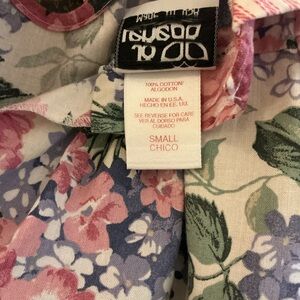 100% COTTON/
ALGODON
MADE IN U.S.A.
HECHO EN EE.UU.
SEE REVERSE FOR CARE
VER AL DORSO PARA
CUIDADO
SMALL
CHICO